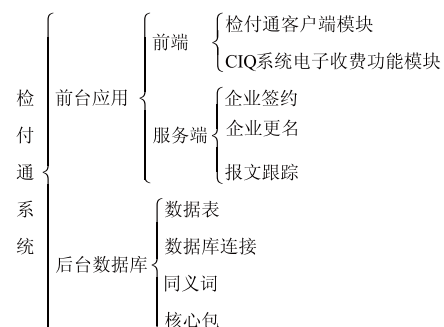 检付通系统
前台应用
前端
检付通客户端模块
CIQ系统电子收费功能模块
服务端
企业签约
企业更名
报文跟踪
后台数据库
数据表
数据库连接
同义词
核心包